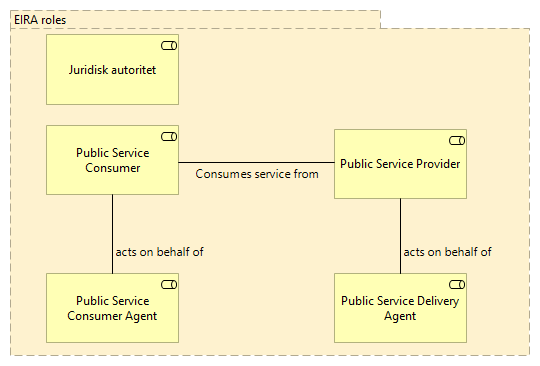 EIRA roles
Juridisk autoritet
Public Service
Consumer
Consumes service from
Public Service Provider
acts on behalf of
acts on behalf of
Public Service
Consumer Agent
Public Service Delivery
Agent